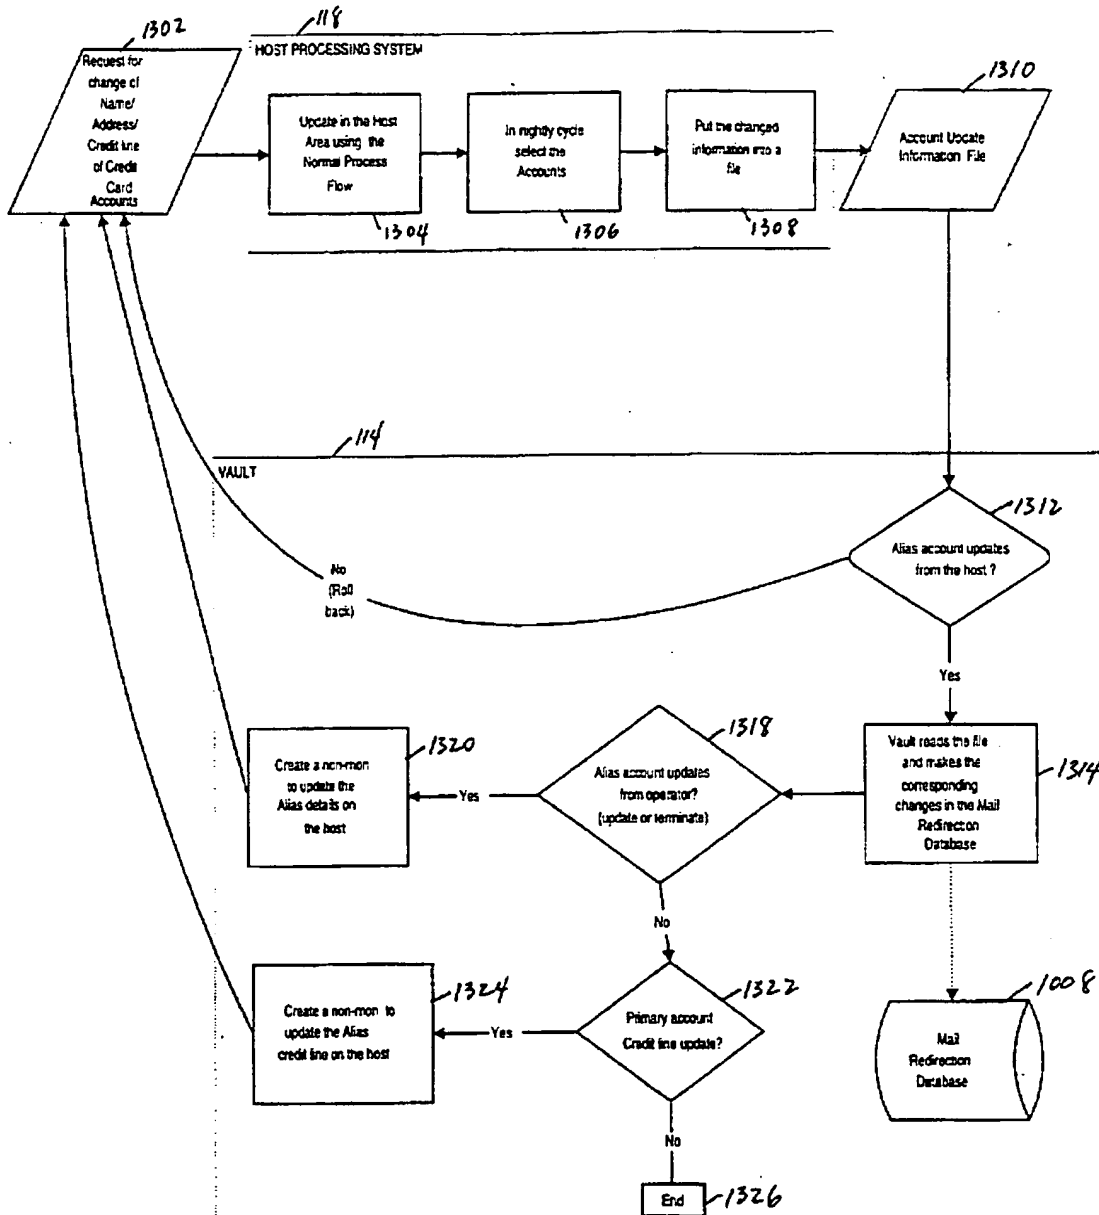 1302
118
HOST PROCESSING SYSTEM
Request for
change of
Name/
Address/
Credit line
of Credit
Card
Accounts
Update in the Host
Area using the
Normal Process
Flow
1304
In nightly cycle
select the
Accounts
1306
Put the changed
information into a
file
1308
1310
Account Update
Information File
114
VAULT
1312
Alias account updates
from the host ?
No
(Roll
back)
Yes
Vault reads the file
and makes the
corresponding
changes in the Mail
Redirection
Database
1314
1318
Alias account updates
from operator?
(update or terminate)
Yes
1320
Create a non-mon
to update the
Alias details on
the host
No
1322
Primary account
Credit line update?
Yes
1324
Create a non-mon to
update the Alias
credit line on the host
1008
Mail
Redirection
Database
No
End
1326